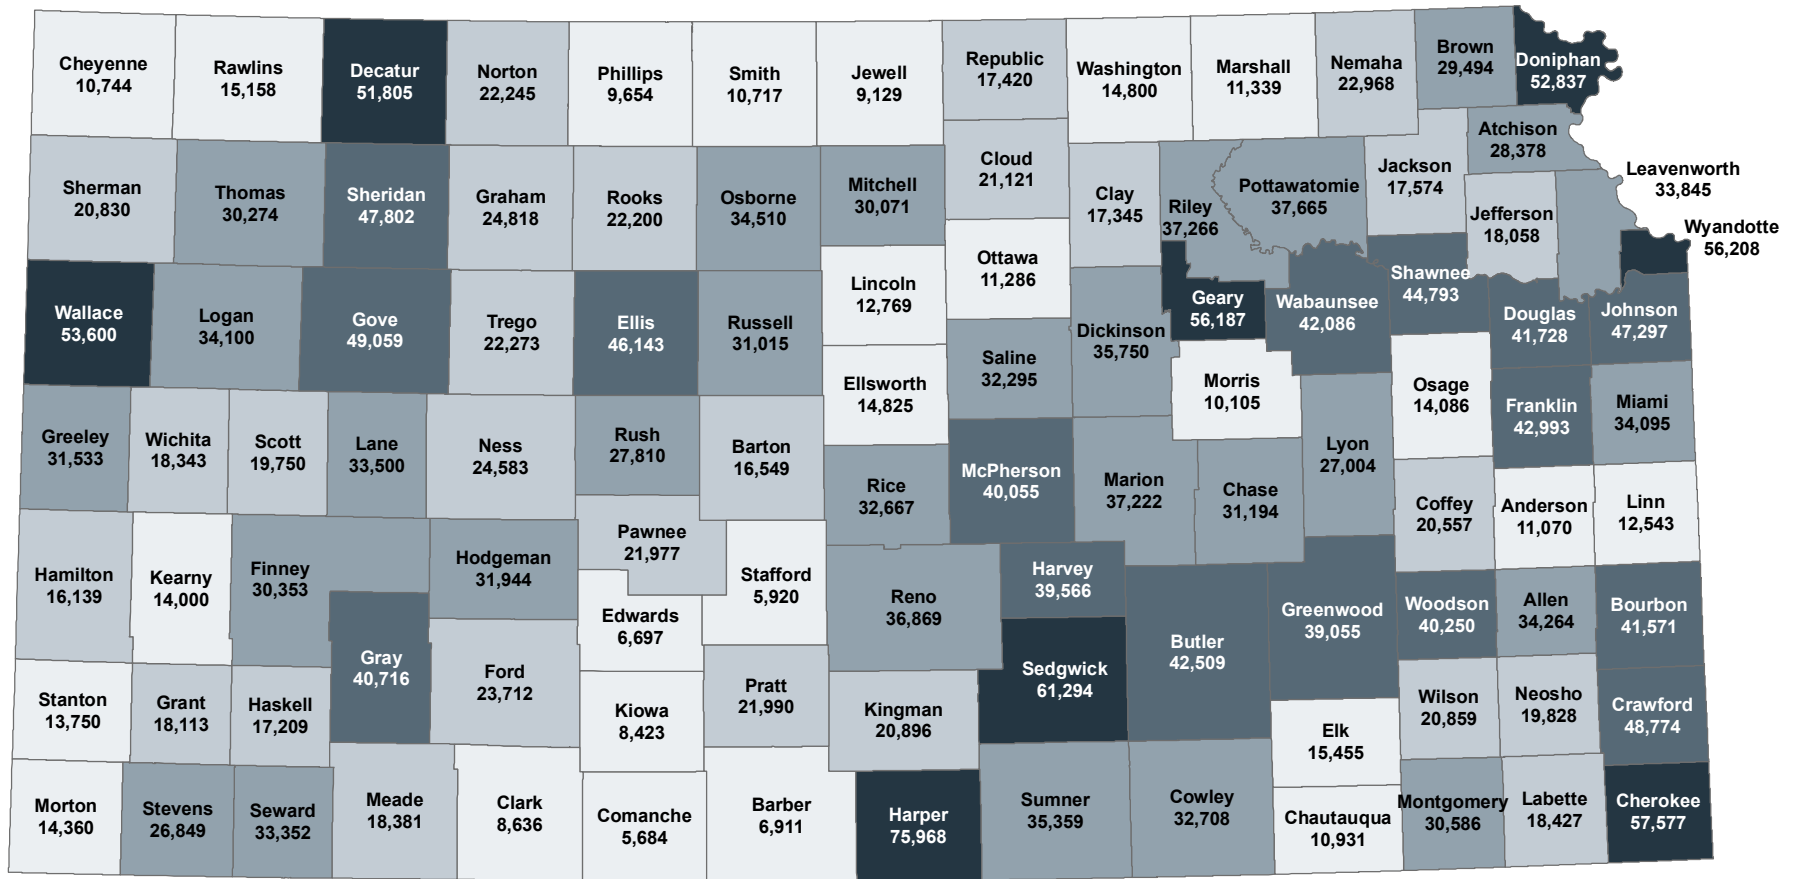 Cheyenne
10,744
Rawlins
15,158
Decatur
51,805
Norton
22,245
Phillips
9,654
Smith
10,717
Jewell
9,129
Republic
17,420
Washington
14,800
Marshall
11,339
Nemaha
22,968
Brown
29,494
Doniphan
52,837
Sherman
20,830
Thomas
30,274
Sheridan
47,802
Graham
24,818
Rooks
22,200
Osborne
34,510
Mitchell
30,071
Cloud
21,121
Clay
17,345
Riley
37,266
Pottawatomie
37,665
Jackson
17,574
Atchison
28,378
Jefferson
18,058
Leavenworth
33,845
Wyandotte
56,208
Wallace
53,600
Logan
34,100
Gove
49,059
Trego
22,273
Ellis
46,143
Russell
31,015
Lincoln
12,769
Ottawa
11,286
Ellsworth
14,825
Saline
32,295
Dickinson
35,750
Geary
56,187
Wabaunsee
42,086
Shawnee
44,793
Douglas
41,728
Johnson
47,297
Morris
10,105
Osage
14,086
Franklin
42,993
Miami
34,095
Greeley
31,533
Wichita
18,343
Scott
19,750
Lane
33,500
Ness
24,583
Rush
27,810
Barton
16,549
Rice
32,667
McPherson
40,055
Marion
37,222
Chase
31,194
Lyon
27,004
Coffey
20,557
Anderson
11,070
Linn
12,543
Hamilton
16,139
Kearny
14,000
Finney
30,353
Hodgeman
31,944
Pawnee
21,977
Stafford
5,920
Edwards
6,697
Reno
36,869
Harvey
39,566
Sedgwick
61,294
Butler
42,509
Greenwood
39,055
Woodson
40,250
Allen
34,264
Bourbon
41,571
Gray
40,716
Ford
23,712
Stanton
13,750
Grant
18,113
Haskell
17,209
Kiowa
8,423
Pratt
21,990
Kingman
20,896
Elk
15,455
Wilson
20,859
Neosho
19,828
Crawford
48,774
Morton
14,360
Stevens
26,849
Seward
33,352
Meade
18,381
Clark
8,636
Comanche
5,684
Barber
6,911
Harper
75,968
Sumner
35,359
Cowley
32,708
Chautauqua
10,931
Montgomery
30,586
Labette
18,427
Cherokee
57,577